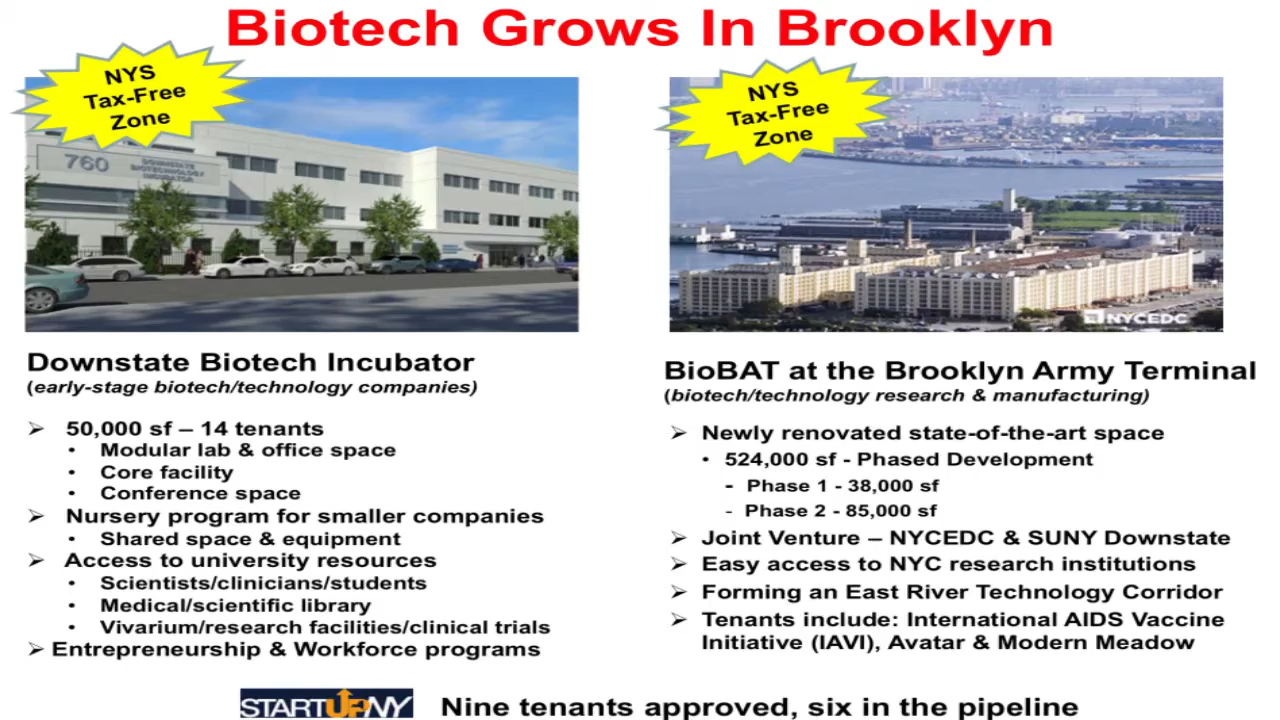 Biotech Grows In Brooklyn
NYS
Tax-Free
Zone
760
DOWNSTATE
BIOTECHNOLOGY
INCUBATOR
NYS
Tax-Free
Zone
NYCEDC
Downstate Biotech Incubator
(early-stage biotech/technology companies)
➢ 50,000 sf – 14 tenants
• Modular lab & office space
• Core facility
• Conference space
➢ Nursery program for smaller companies
• Shared space & equipment
➢ Access to university resources
• Scientists/clinicians/students
• Medical/scientific library
• Vivarium/research facilities/clinical trials
➢ Entrepreneurship & Workforce programs
BioBAT at the Brooklyn Army Terminal
(biotech/technology research & manufacturing)
➢ Newly renovated state-of-the-art space
• 524,000 sf - Phased Development
- Phase 1 - 38,000 sf
- Phase 2 - 85,000 sf
➢ Joint Venture – NYCEDC & SUNY Downstate
➢ Easy access to NYC research institutions
➢ Forming an East River Technology Corridor
➢ Tenants include: International AIDS Vaccine
Initiative (IAVI), Avatar & Modern Meadow
STARTUPNY
Nine tenants approved, six in the pipeline